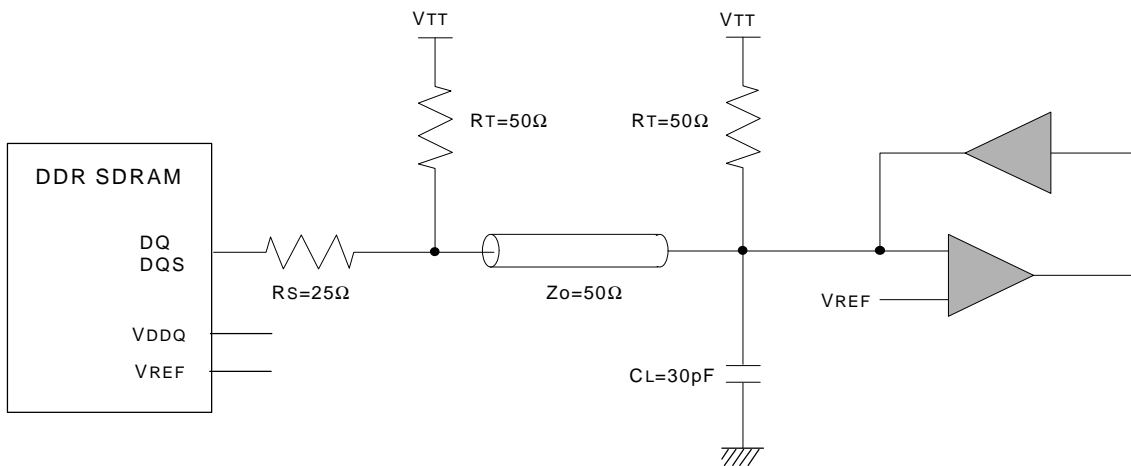 VTT
VTT
RT=50Ω
RT=50Ω
DDR SDRAM
DQ
DQS
RS=25Ω
Zo=50Ω
VREF
VDDQ
VREF
CL=30pF